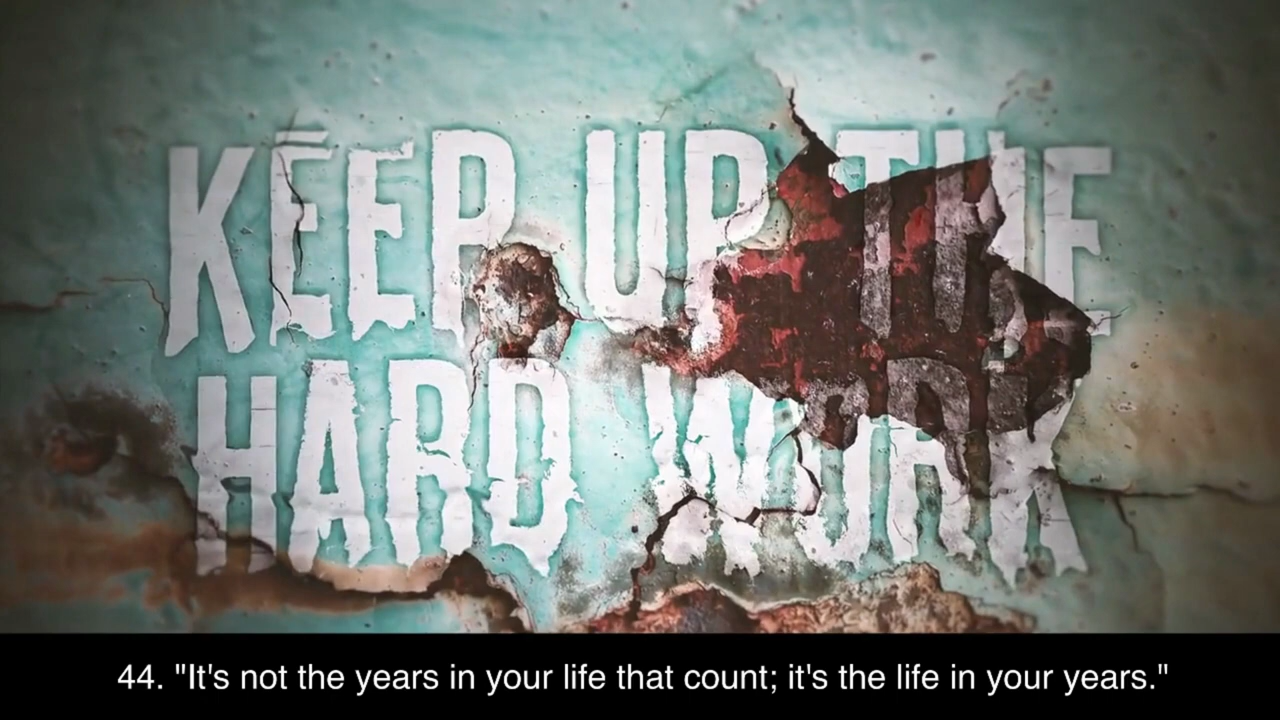 KEEP UP THE
HARD WORK
44. "It's not the years in your life that count; it's the life in your years."